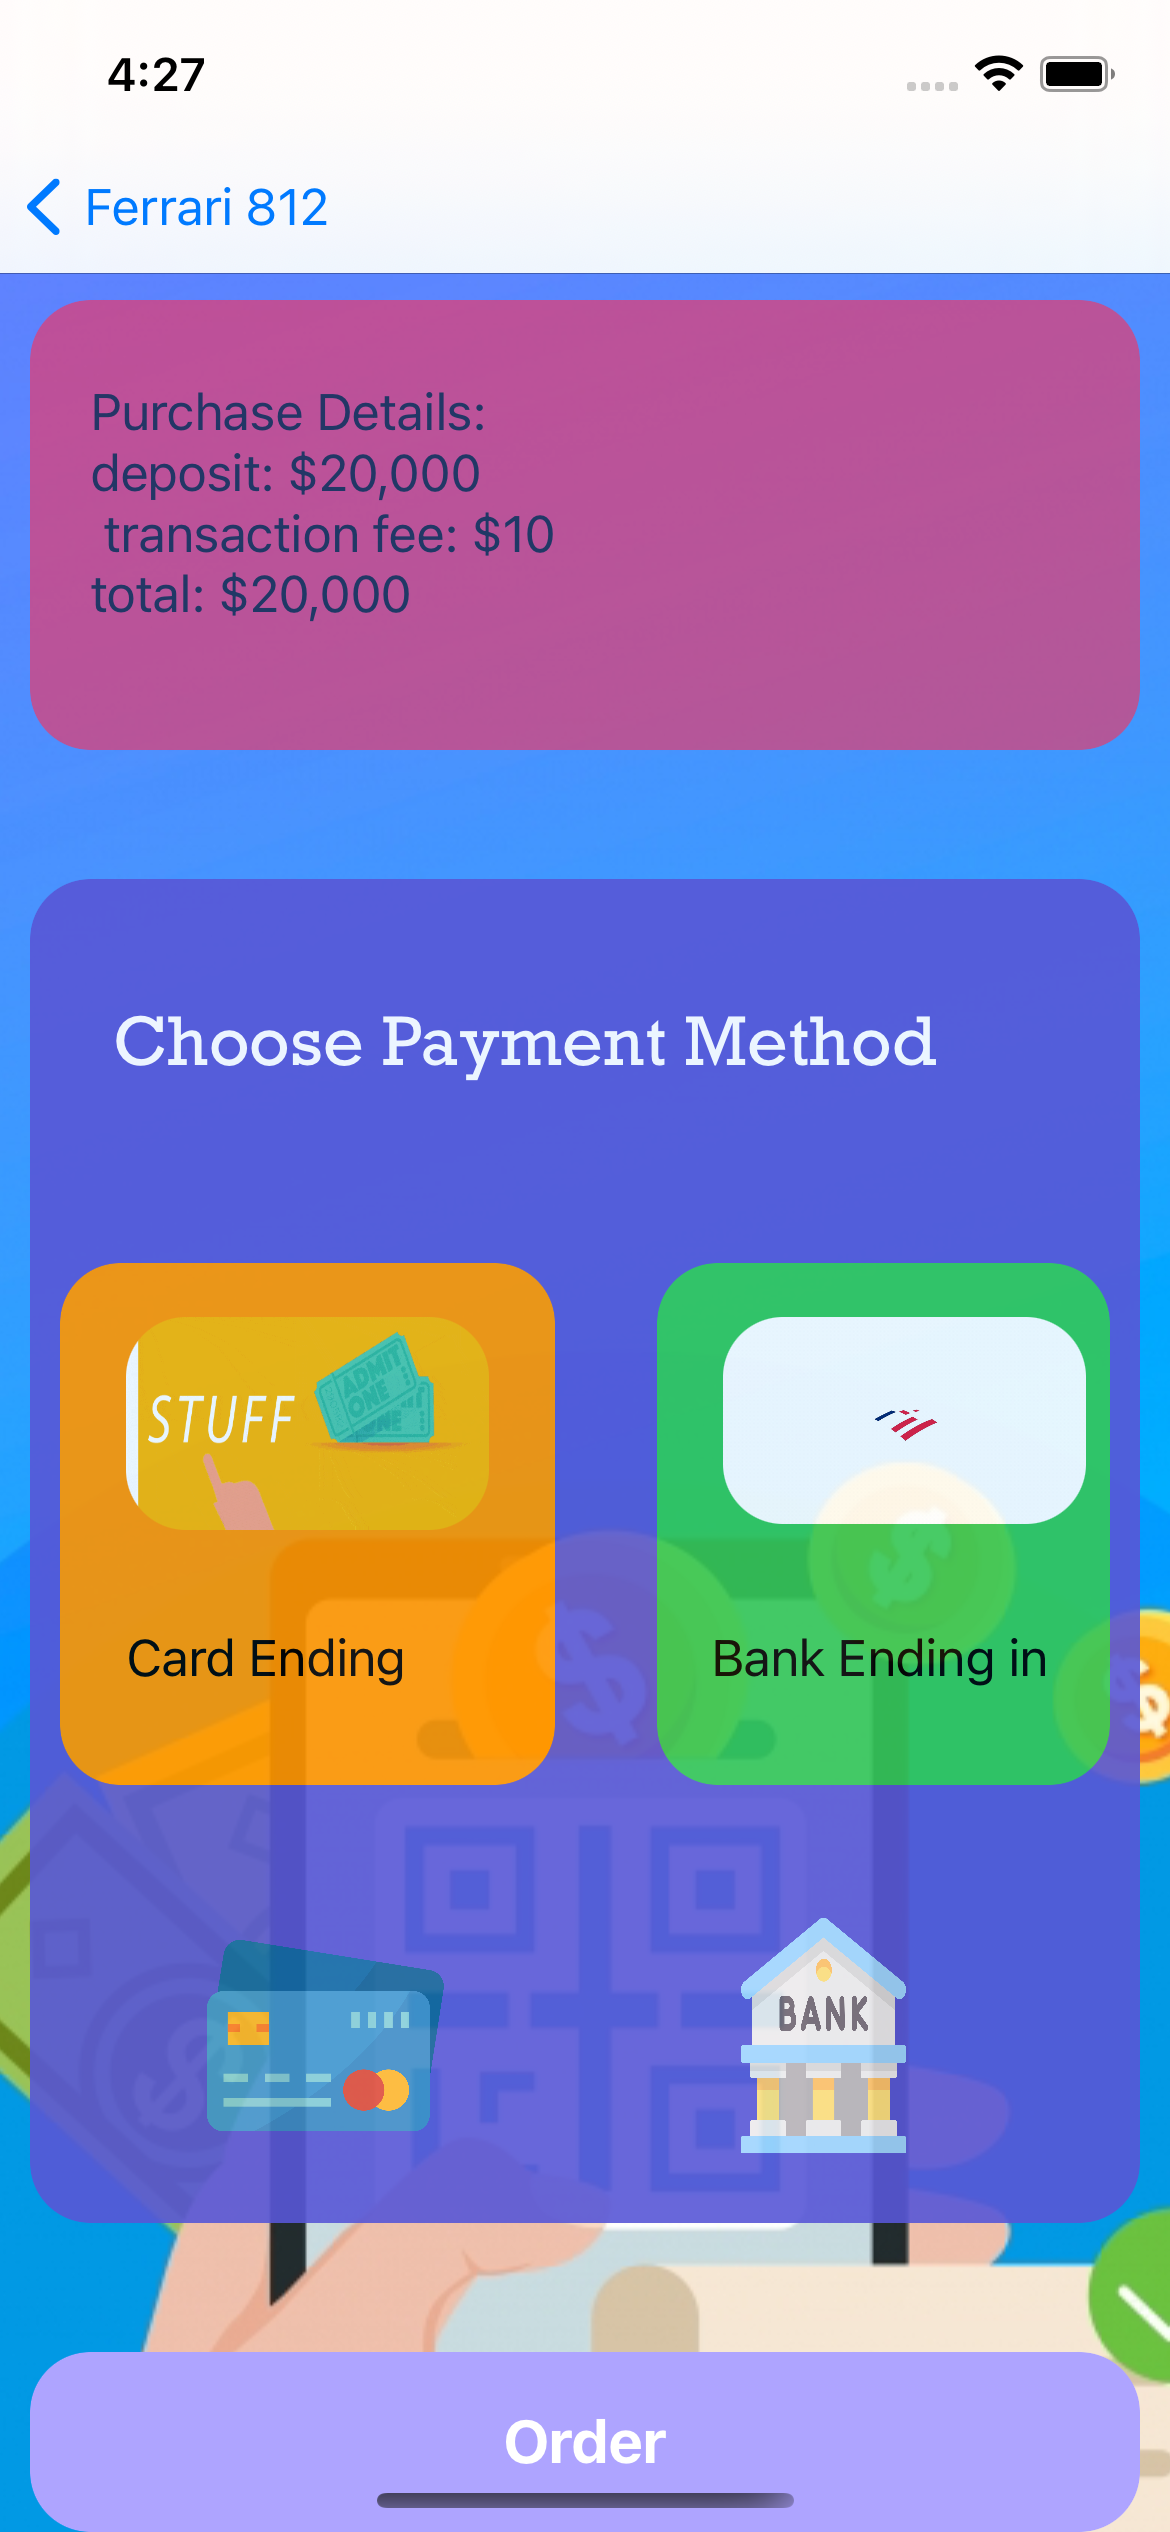 4:27
Ferrari 812
Purchase Details:
deposit: $20,000
transaction fee: $10
total: $20,000
Choose Payment Method
STUFF
ADMIT
ONE
ONE
$
$
$
Card Ending
Bank Ending in
$
BANK
Order